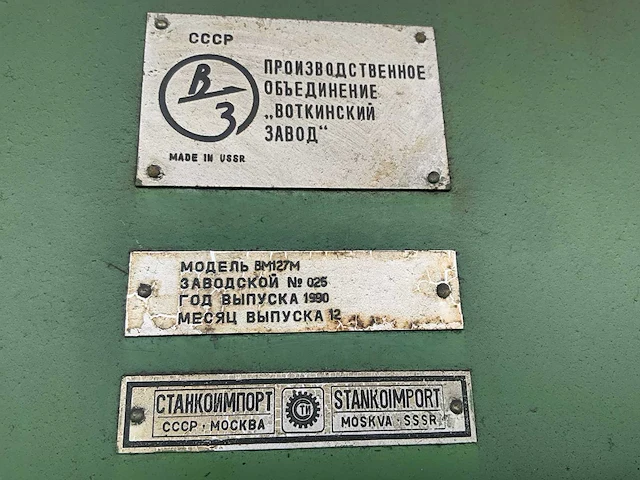 СССР
В
З
ПРОИЗВОДСТВЕННОЕ
ОБЪЕДИНЕНИЕ
„ВОТКИНСКИЙ
ЗАВОД“
MADE IN USSR
МОДЕЛЬ ВМ127М
ЗАВОДСКОЙ № 025
ГОД ВЫПУСКА 1990
МЕСЯЦ ВЫПУСКА 12
СТАНКОИМПОРТ
СССР · МОСКВА
СТИ
STANKOIMPORT
MOSKVA · SSSR